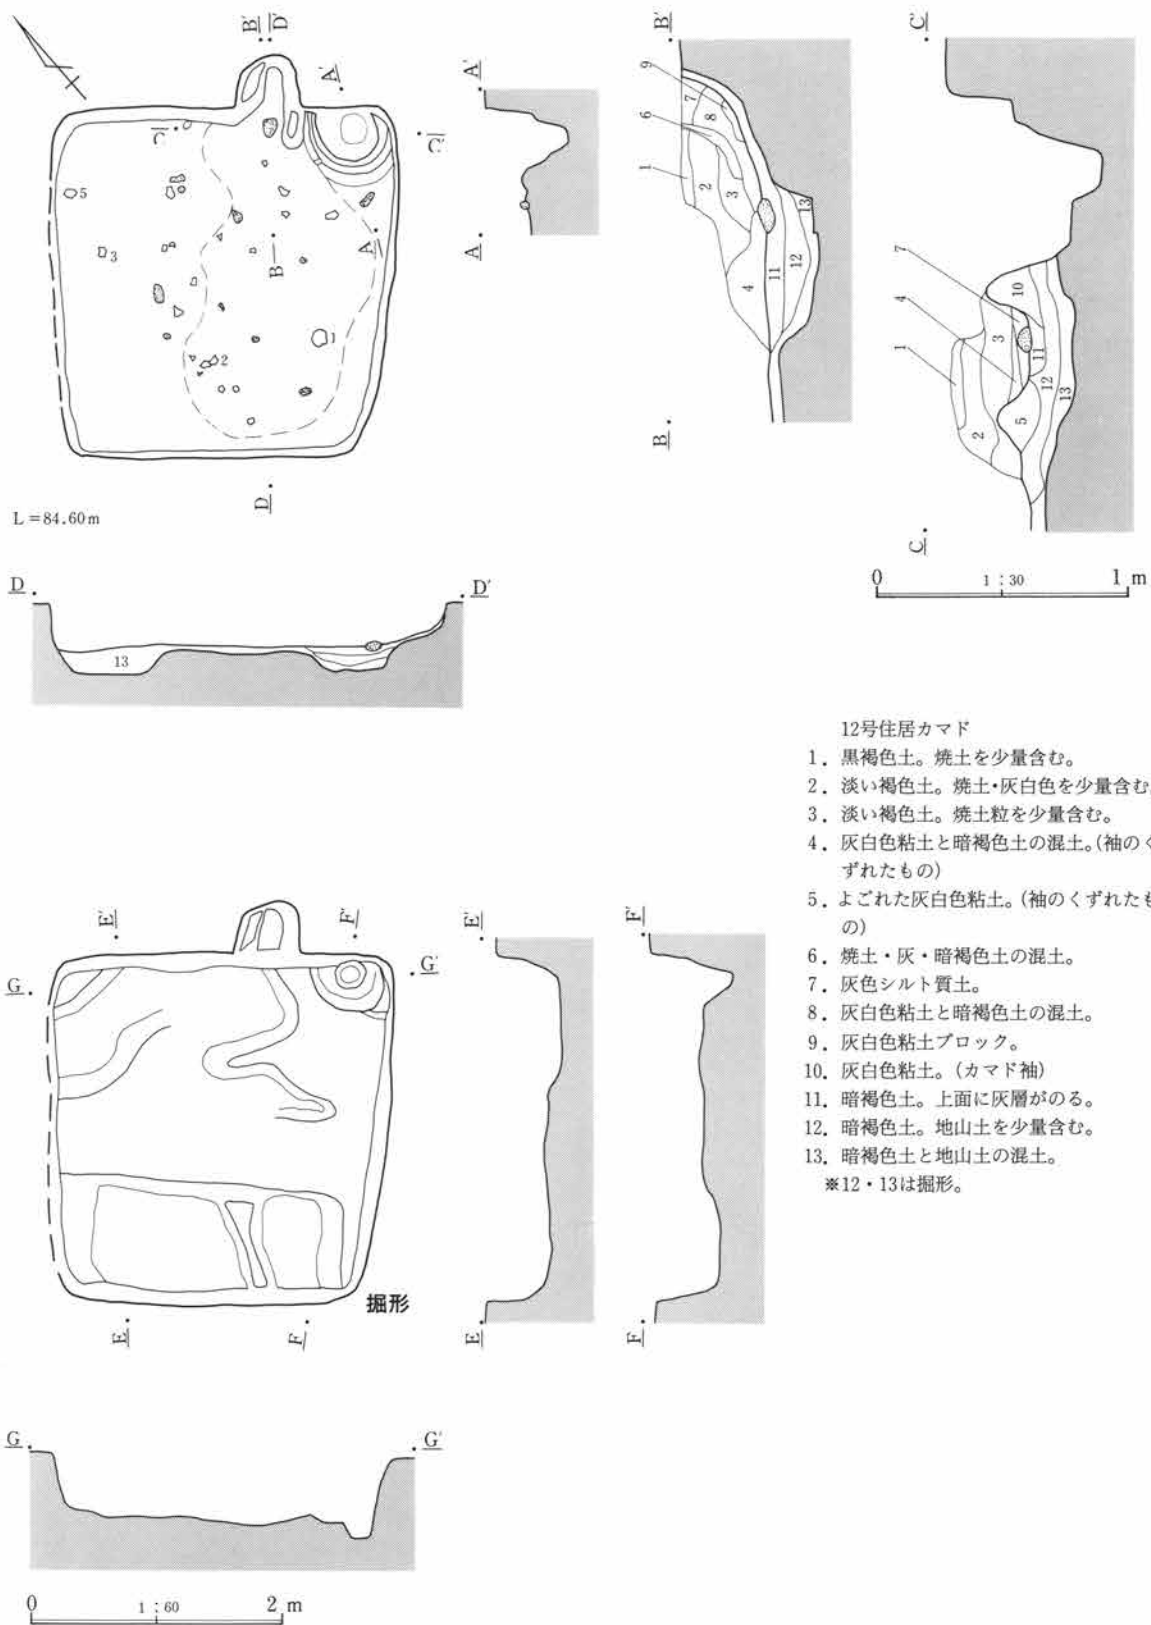 B' D'
A'
C C'
5
3
B
A
1
2
D
L＝84.60m
A'
A
B'
9
7
8
6
1
2
3
13
4
11
12
B
C'
7
10
4
3
11
1
12
13
5
2
C
0 1：30 1 m
D D'
13
12号住居カマド
1．黒褐色土。焼土を少量含む。
2．淡い褐色土。焼土・灰白色を少量含む。
3．淡い褐色土。焼土粒を少量含む。
4．灰白色粘土と暗褐色土の混土。（袖のく
ずれたもの）
5．よごれた灰白色粘土。（袖のくずれたも
の）
6．焼土・灰・暗褐色土の混土。
7．灰色シルト質土。
8．灰白色粘土と暗褐色土の混土。
9．灰白色粘土ブロック。
10．灰白色粘土。（カマド袖）
11．暗褐色土。上面に灰層がのる。
12．暗褐色土。地山土を少量含む。
13．暗褐色土と地山土の混土。
※12・13は掘形。
E' F'
G G'
掘形
E F
E'
E
F'
F
G G'
0 1：60 2 m